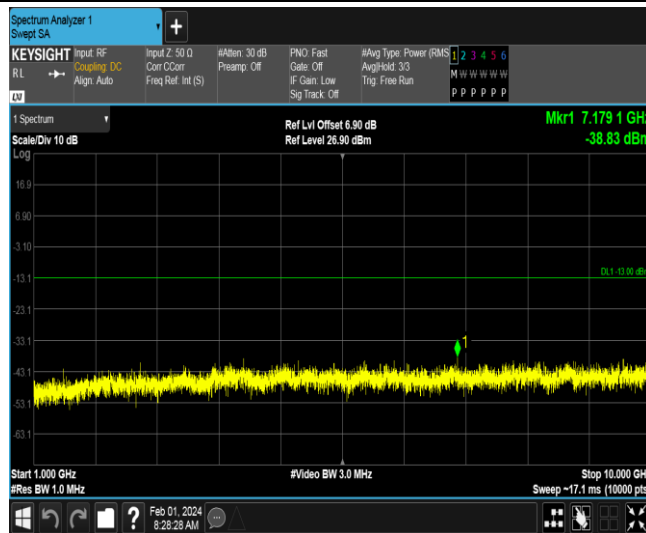 Spectrum Analyzer 1
Swept SA
+
KEYSIGHT
RL
Input: RF
Coupling: DC
Align: Auto
Input Z: 50 Ω
Corr CCorr
Freq Ref: Int (S)
#Atten: 30 dB
Preamp: Off
PNO: Fast
Gate: Off
IF Gain: Low
Sig Track: Off
#Avg Type: Power (RMS
Avg|Hold: 3/3
Trig: Free Run
1 2 3 4 5 6
M W W W W W
P P P P P P
1 Spectrum
Scale/Div 10 dB
Log
Ref Lvl Offset 6.90 dB
Ref Level 26.90 dBm
Mkr1 7.179 1 GHz
-38.83 dBm
16.9
6.90
-3.10
-13.1
-23.1
-33.1
-43.1
-53.1
-63.1
DL1 -13.00 dBm
1
Start 1.000 GHz
#Res BW 1.0 MHz
#Video BW 3.0 MHz
Stop 10.000 GH
Sweep ~17.1 ms (10000 pts
?
Feb 01, 2024
8:28:28 AM